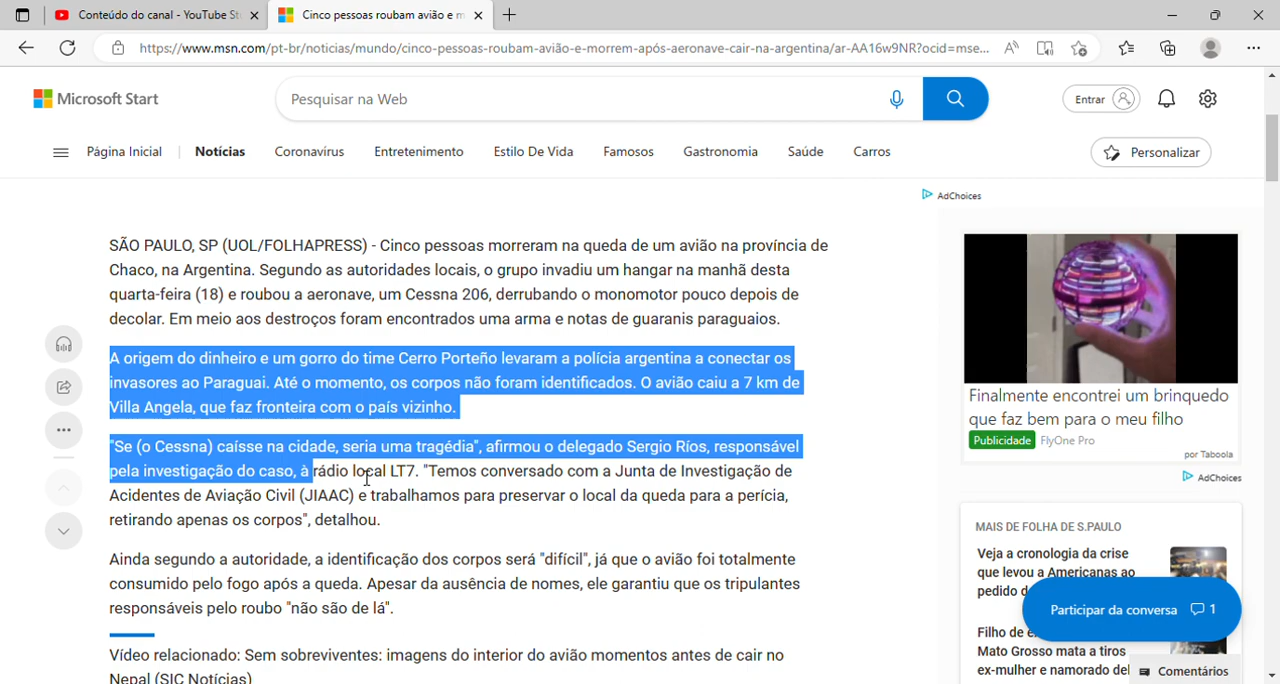 Conteúdo do canal - YouTube St
Cinco pessoas roubam avião e m
https://www.msn.com/pt-br/noticias/mundo/cinco-pessoas-roubam-avião-e-morrem-após-aeronave-cair-na-argentina/ar-AA16w9NR?ocid=mse...
Microsoft Start
Pesquisar na Web
Entrar
Página Inicial
Notícias
Coronavirus
Entretenimento
Estilo De Vida
Famosos
Gastronomia
Saúde
Carros
Personalizar
AdChoices
SÃO PAULO, SP (UOL/FOLHAPRESS) - Cinco pessoas morreram na queda de um avião na província de
Chaco, na Argentina. Segundo as autoridades locais, o grupo invadiu um hangar na manhã desta
quarta-feira (18) e roubou a aeronave, um Cessna 206, derrubando o monomotor pouco depois de
decolar. Em meio aos destroços foram encontrados uma arma e notas de guaranis paraguaios.
A origem do dinheiro e um gorro do time Cerro Porteño levaram a polícia argentina a conectar os
invasores ao Paraguai. Até o momento, os corpos não foram identificados. O avião caiu a 7 km de
Villa Angela, que faz fronteira com o país vizinho.
"Se (o Cessna) caísse na cidade, seria uma tragédia", afirmou o delegado Sergio Ríos, responsável
pela investigação do caso, à rádio local LT7. "Temos conversado com a Junta de Investigação de
Acidentes de Aviação Civil (JIAAC) e trabalhamos para preservar o local da queda para a perícia,
retirando apenas os corpos", detalhou.
Ainda segundo a autoridade, a identificação dos corpos será "difícil", já que o avião foi totalmente
consumido pelo fogo após a queda. Apesar da ausência de nomes, ele garantiu que os tripulantes
responsáveis pelo roubo "não são de lá".
Vídeo relacionado: Sem sobreviventes: imagens do interior do avião momentos antes de cair no
Nepal (SIC Notícias)
Finalmente encontrei um brinquedo
que faz bem para o meu filho
Publicidade FlyOne Pro
por Taboola
AdChoices
MAIS DE FOLHA DE S.PAULO
Veja a cronologia da crise
que levou a Americanas ao
pedido d
Participar da conversa 1
Filho de e
Mato Grosso mata a tiros
ex-mulher e namorado del
Comentários